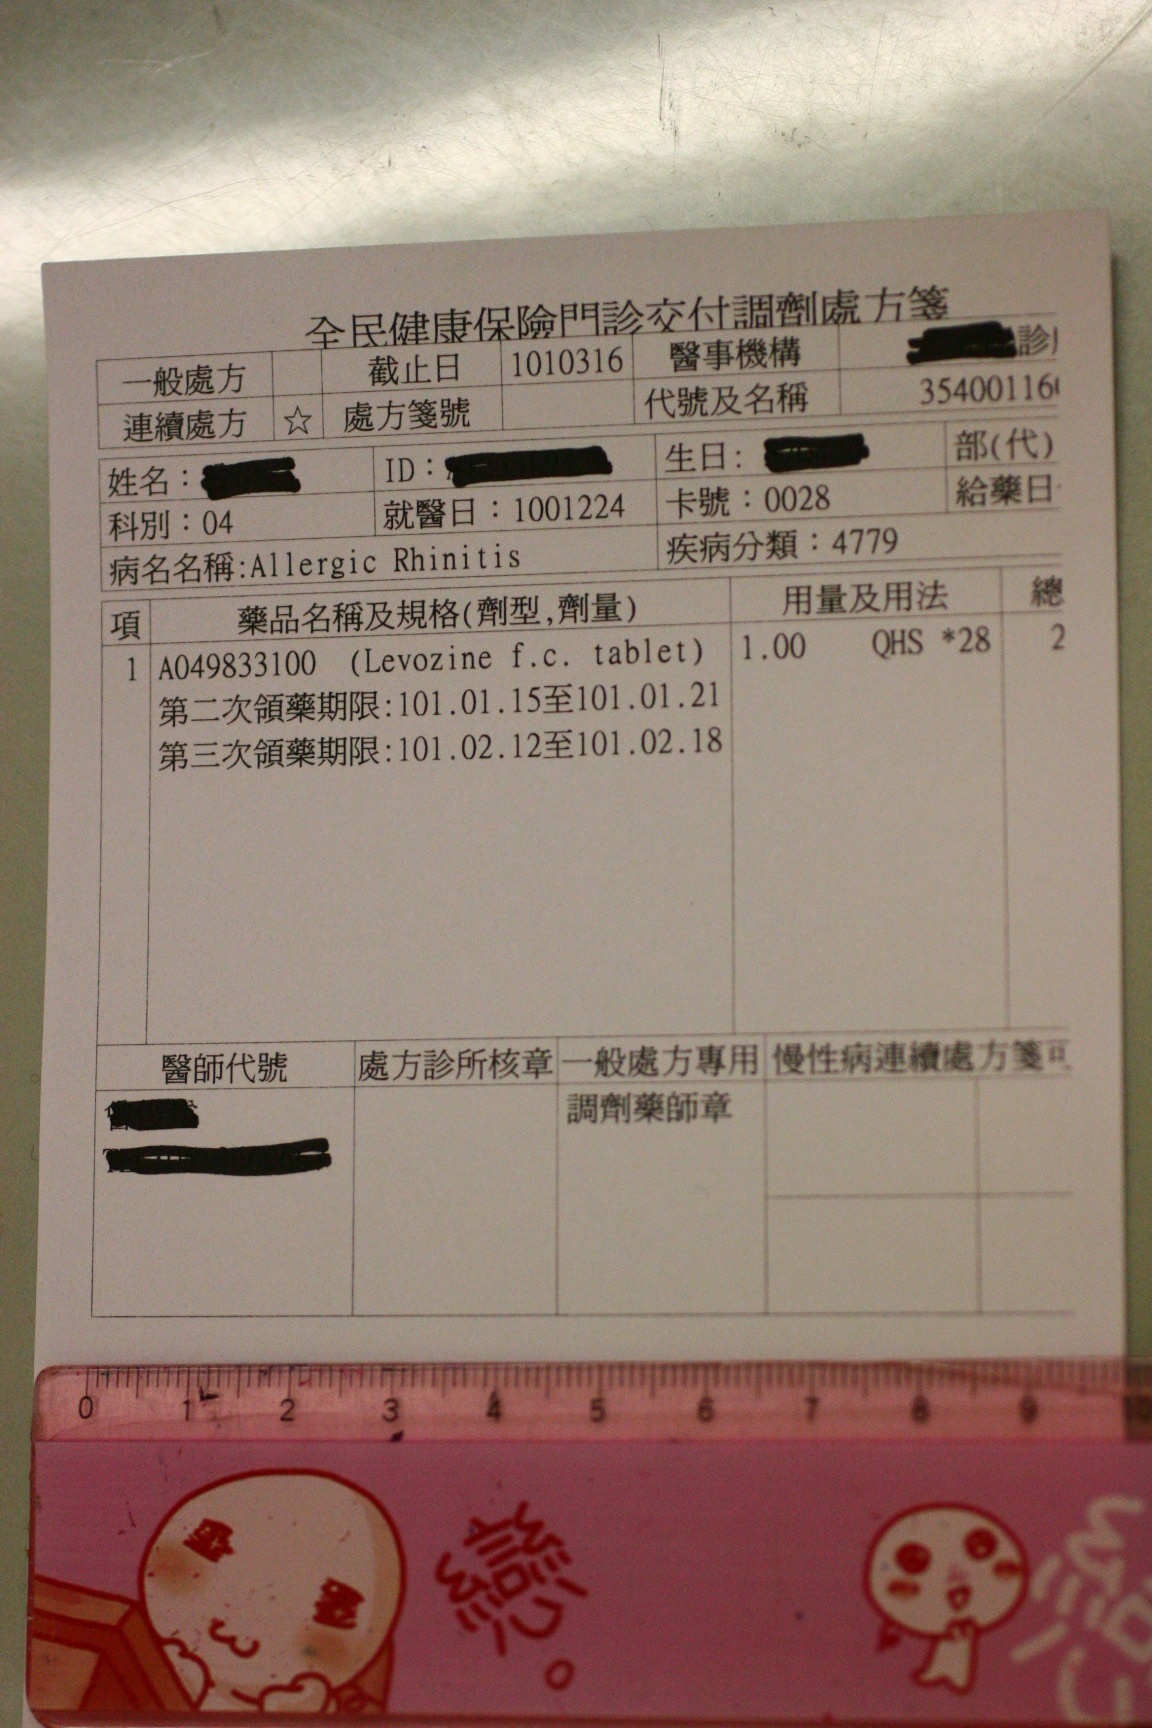 全民健康保險門診交付調劑處方箋
一般處方 截止日 1010316 醫事機構 診
連續處方 ☆ 處方箋號 代號及名稱 35400116
姓名: ID: 生日: 部(代)
科別:04 就醫日:1001224 卡號:0028 給藥日
病名名稱:Allergic Rhinitis 疾病分類:4779
項 藥品名稱及規格(劑型,劑量) 用量及用法 總
1 A049833100 (Levozine f.c. tablet) 1.00 QHS *28 2
第二次領藥期限:101.01.15至101.01.21
第三次領藥期限:101.02.12至101.02.18
醫師代號 處方診所核章 一般處方專用 慢性病連續處方箋
調劑藥師章
0 1 2 3 4 5 6 7 8 9 10
戀
戀